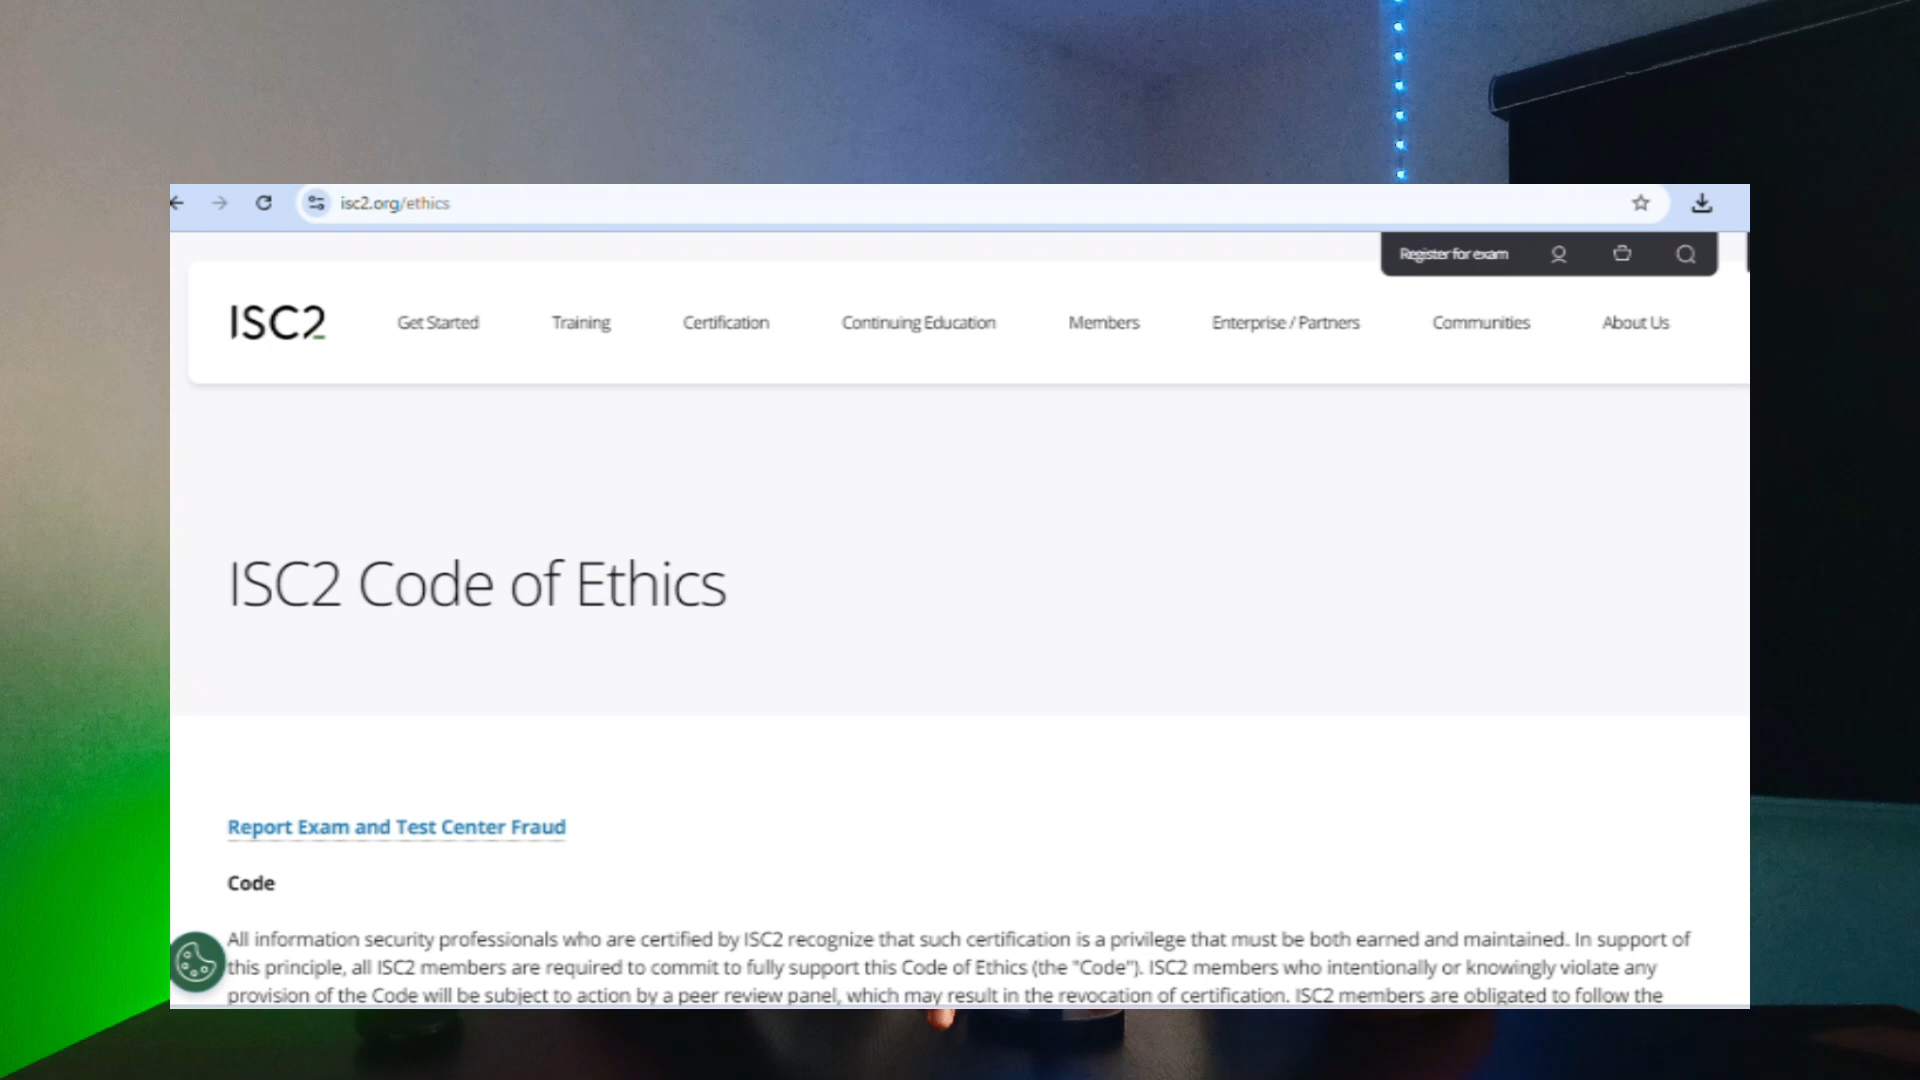 isc2.org/ethics
Register for exam
ISC2 Get Started Training Certification Continuing Education Members Enterprise / Partners Communities About Us
ISC2 Code of Ethics
Report Exam and Test Center Fraud
Code
All information security professionals who are certified by ISC2 recognize that such certification is a privilege that must be both earned and maintained. In support of
this principle, all ISC2 members are required to commit to fully support this Code of Ethics (the "Code"). ISC2 members who intentionally or knowingly violate any
provision of the Code will be subject to action by a peer review panel, which may result in the revocation of certification. ISC2 members are obligated to follow the